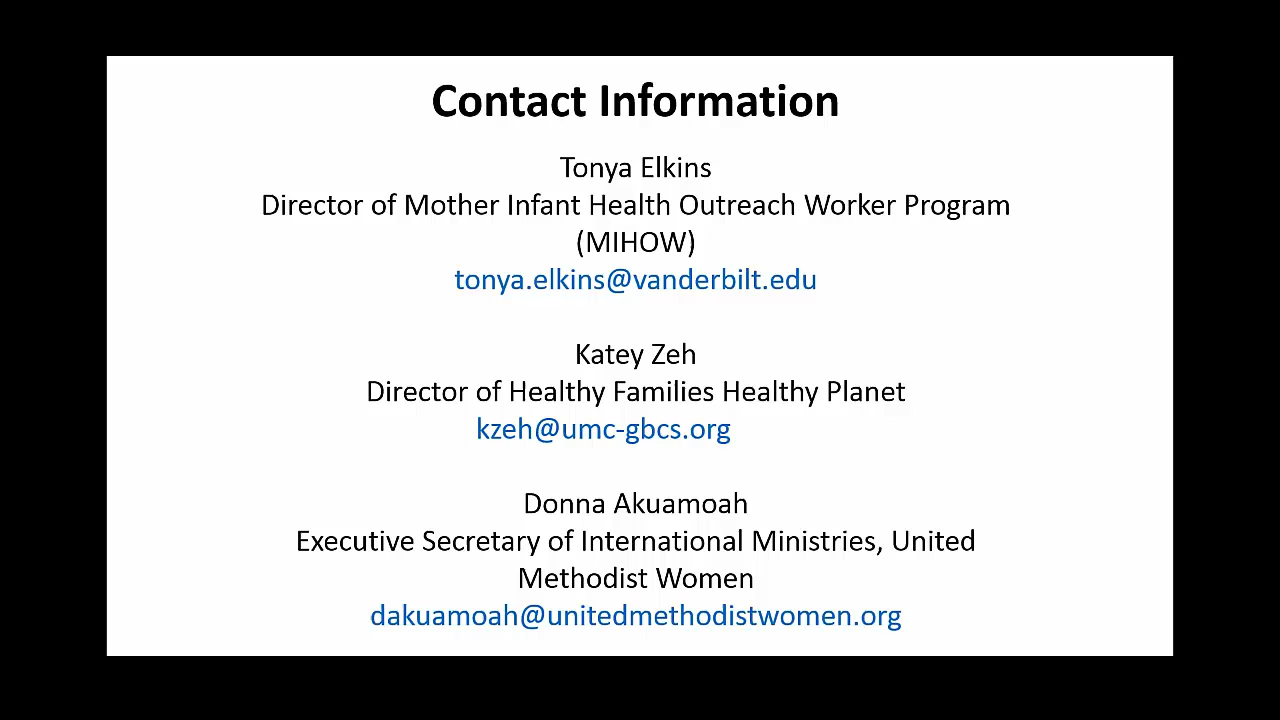 Contact Information
Tonya Elkins
Director of Mother Infant Health Outreach Worker Program
(MIHOW)
tonya.elkins@vanderbilt.edu
Katey Zeh
Director of Healthy Families Healthy Planet
kzeh@umc-gbcs.org
Donna Akuamoah
Executive Secretary of International Ministries, United
Methodist Women
dakuamoah@unitedmethodistwomen.org